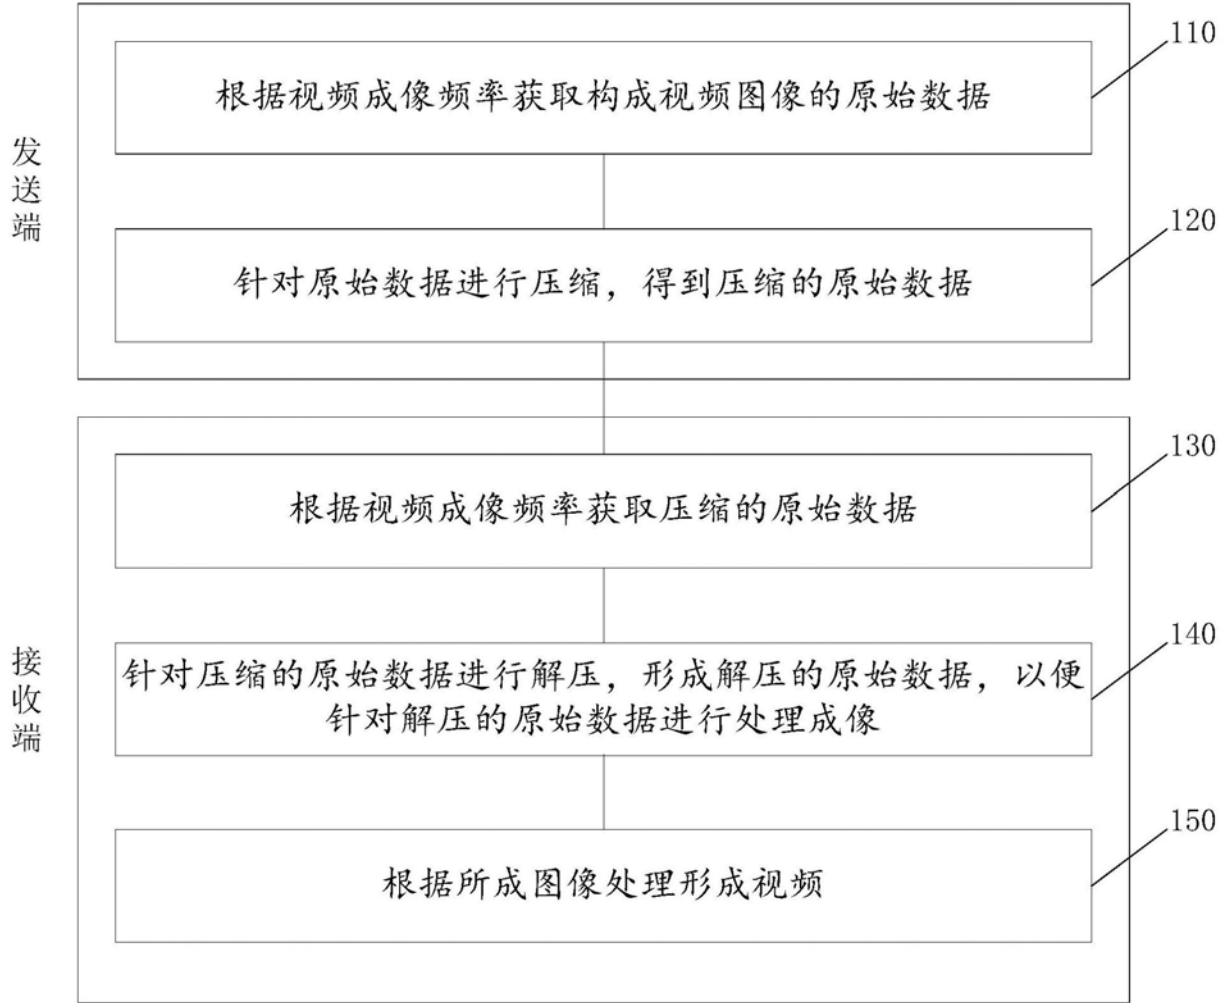 110
根据视频成像频率获取构成视频图像的原始数据
发送端
120
针对原始数据进行压缩，得到压缩的原始数据
130
根据视频成像频率获取压缩的原始数据
接收端
140
针对压缩的原始数据进行解压，形成解压的原始数据，以便
针对解压的原始数据进行处理成像
150
根据所成图像处理形成视频